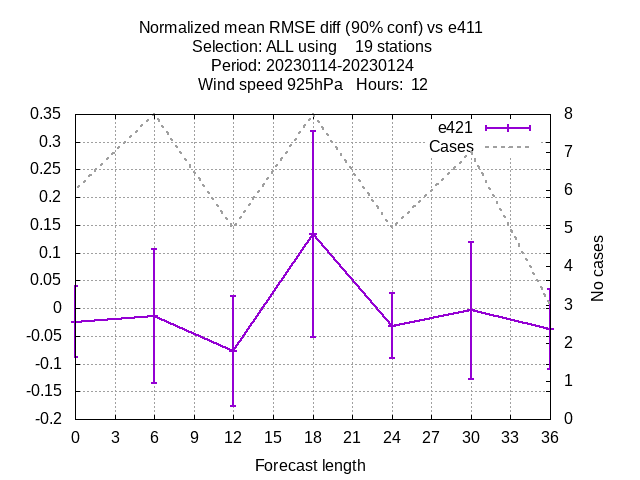 Normalized mean RMSE diff (90% conf) vs e411
Selection: ALL using    19 stations
Period: 20230114-20230124
Wind speed 925hPa   Hours:  12
0.35
0.3
0.25
0.2
0.15
0.1
0.05
0
-0.05
-0.1
-0.15
-0.2
8
7
6
5
4
3
2
1
0
e421
Cases
No cases
0 3 6 9 12 15 18 21 24 27 30 33 36
Forecast length